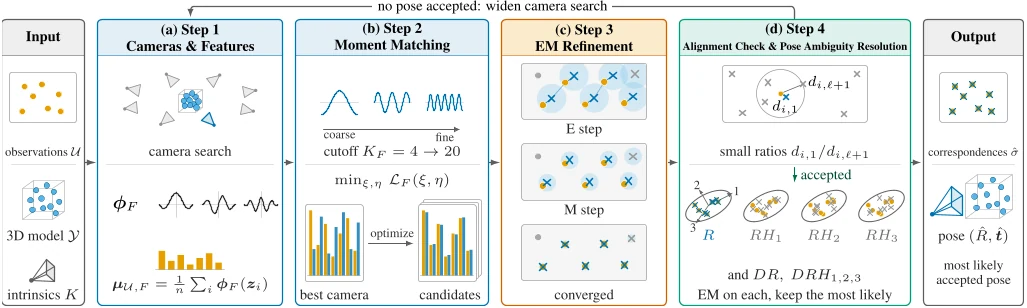 no pose accepted: widen camera search
Input
observations 𝒰
3D model 𝒴
intrinsics K
(a) Step 1
Cameras & Features
camera search
ϕ_F
μ_{𝒰,F} = 1/n ∑_i ϕ_F(z_i)
(b) Step 2
Moment Matching
coarse
fine
cutoff K_F = 4 → 20
min_{ξ,η} ℒ_F(ξ, η)
optimize
best camera
candidates
(c) Step 3
EM Refinement
E step
M step
converged
(d) Step 4
Alignment Check & Pose Ambiguity Resolution
d_{i,ℓ+1}
d_{i,1}
small ratios d_{i,1}/d_{i,ℓ+1}
accepted
1
2
3
R RH_1 RH_2 RH_3
and DR, DRH_{1,2,3}
EM on each, keep the most likely
Output
correspondences σ̂
pose (R̂, t̂)
most likely
accepted pose